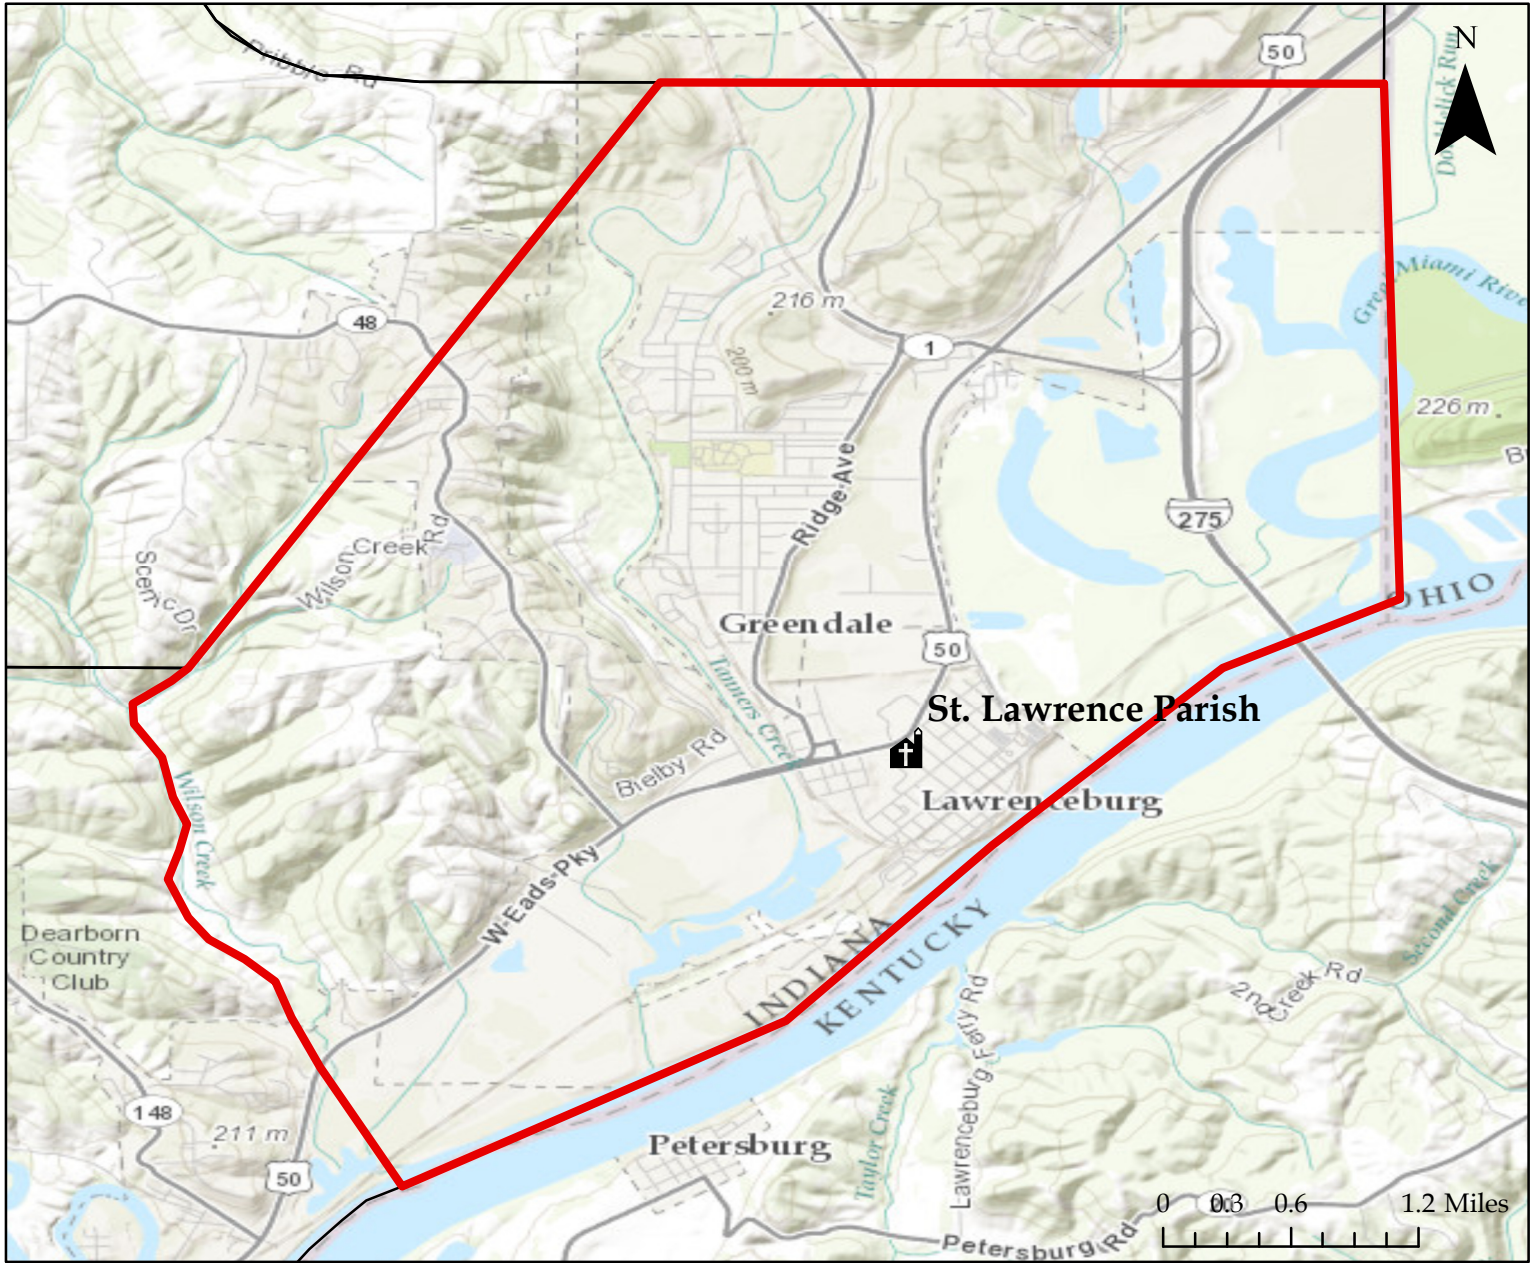 50
N
Pribble Rd
Great Miami River
216 m
48
1
200 m
226 m
Ridge Ave
275
Wilson Creek Rd
Scenic Dr
OHIO
Greendale
50
Tanners Creek
St. Lawrence Parish
Bielby Rd
Wilson Creek
Lawrenceburg
W Eads Pky
Second Creek
INDIANA
KENTUCKY
Dearborn
Country
Club
2nd Creek Rd
Lawrenceburg Ferry Rd
148
211 m
Petersburg
Taylor Creek
50
0 0.3 0.6 1.2 Miles
Petersburg Rd